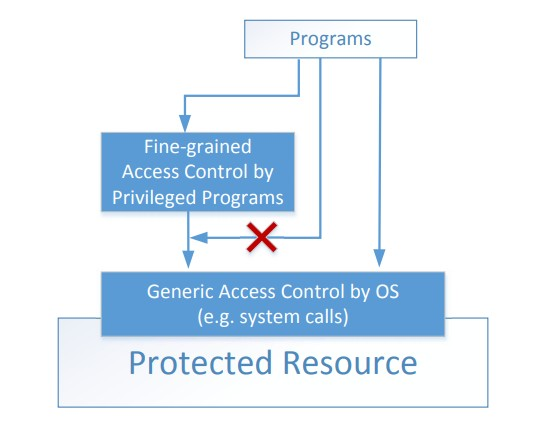 Programs
Fine-grained
Access Control by
Privileged Programs
Generic Access Control by OS
(e.g. system calls)
Protected Resource